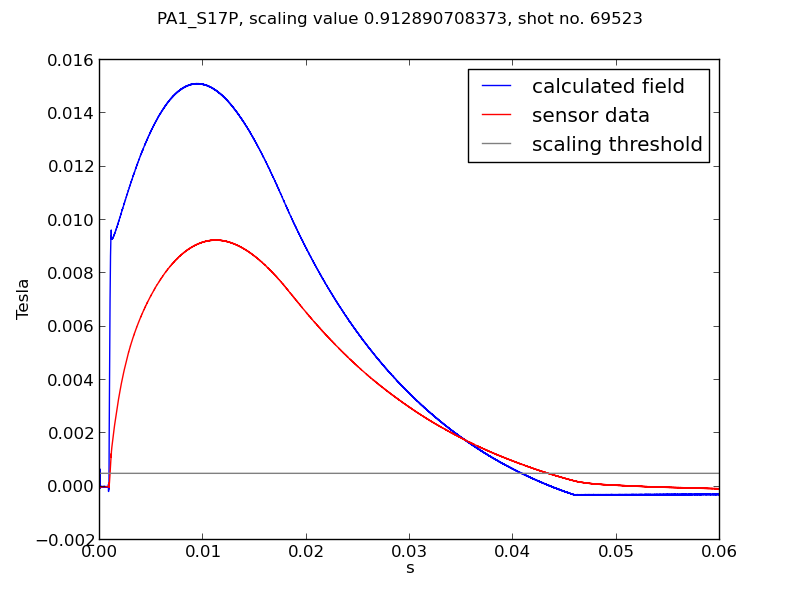 PA1_S17P, scaling value 0.912890708373, shot no. 69523
calculated field
sensor data
scaling threshold
Tesla
0.016
0.014
0.012
0.010
0.008
0.006
0.004
0.002
0.000
−0.002
0.00 0.01 0.02 0.03 0.04 0.05 0.06
s